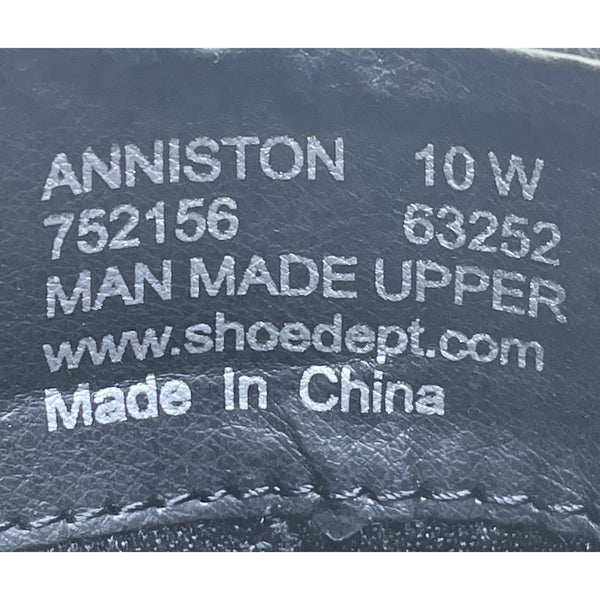 ANNISTON 10 W
752156 63252
MAN MADE UPPER
www.shoedept.com
Made In China